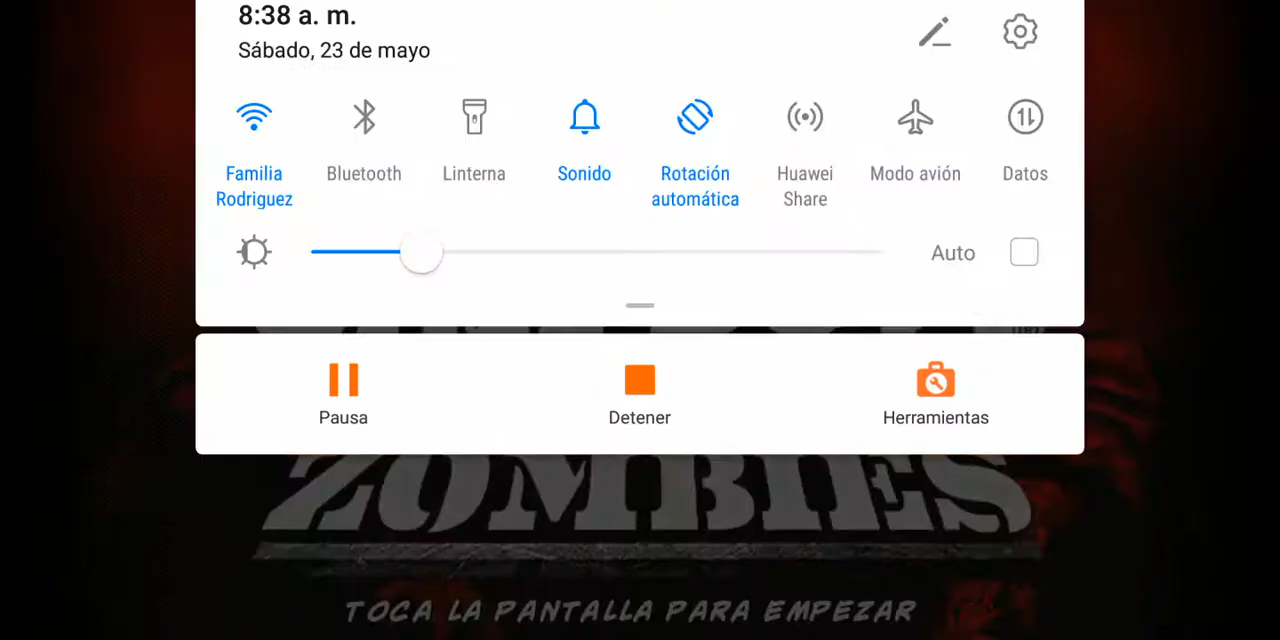 8:38 a. m.
Sábado, 23 de mayo
Familia Rodriguez
Bluetooth
Linterna
Sonido
Rotación automática
Huawei Share
Modo avión
Datos
Auto
Pausa
Detener
Herramientas
ZOMBIES
TOCA LA PANTALLA PARA EMPEZAR